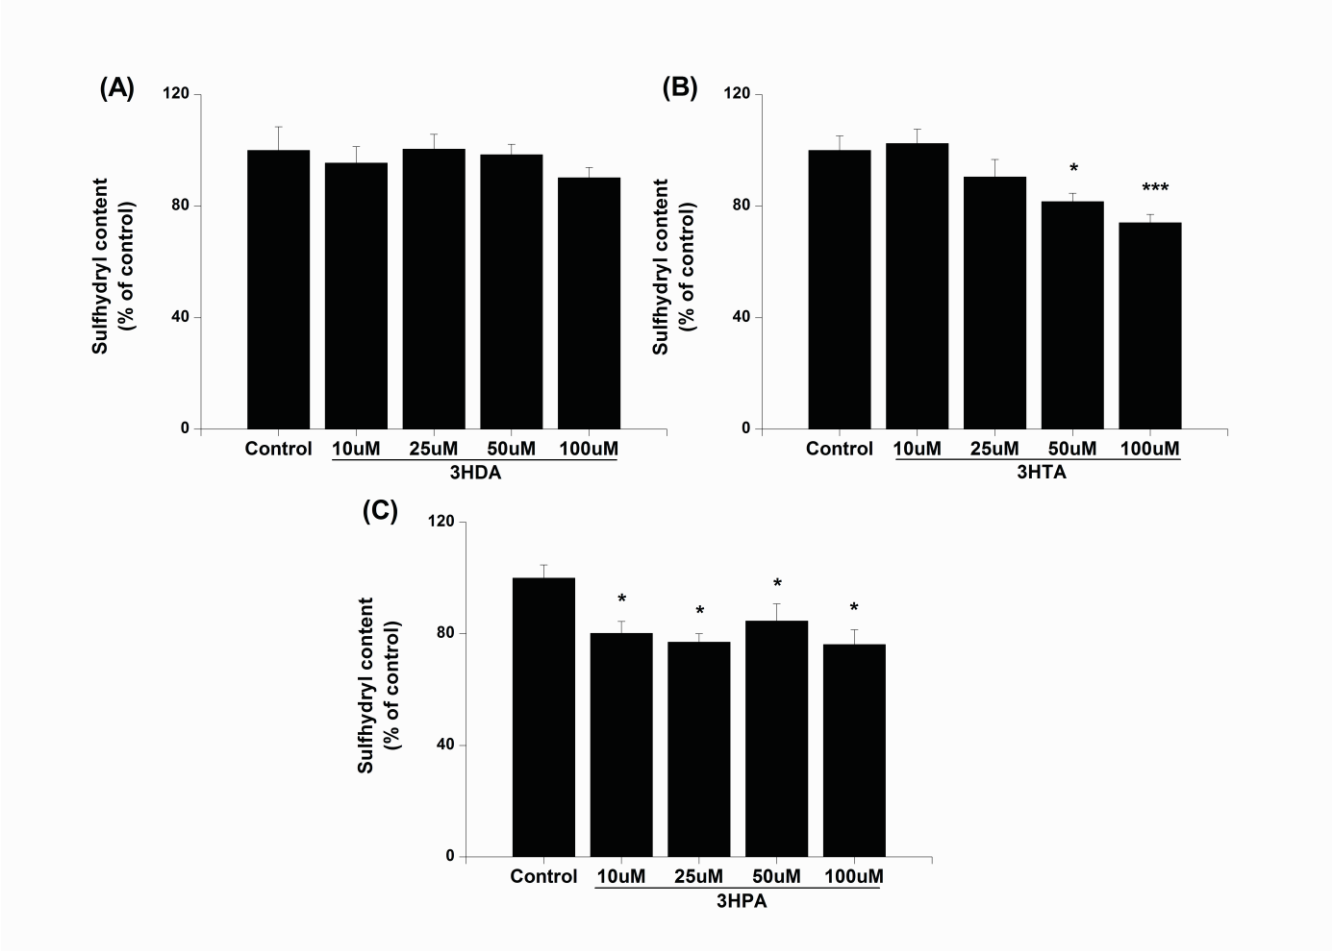 (A)
120
80
40
0
Sulfhydryl content
(% of control)
Control 10uM 25uM 50uM 100uM
3HDA
(B)
120
80
40
0
Sulfhydryl content
(% of control)
*
***
Control 10uM 25uM 50uM 100uM
3HTA
(C)
120
80
40
0
Sulfhydryl content
(% of control)
* * * *
Control 10uM 25uM 50uM 100uM
3HPA